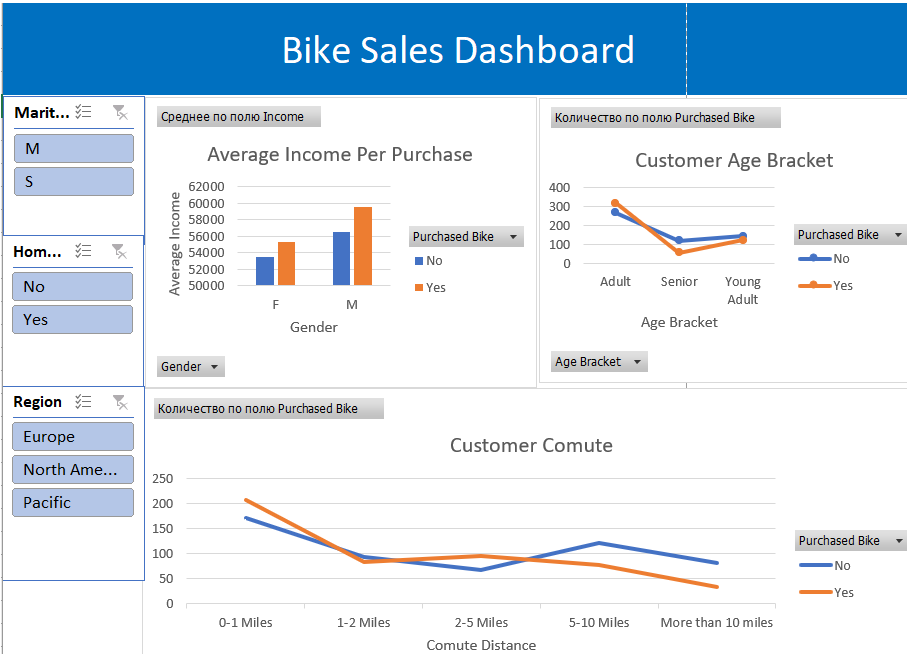 Bike Sales Dashboard
Marit...
M
S
Hom...
No
Yes
Region
Europe
North Ame...
Pacific
Среднее по полю Income
Average Income Per Purchase
62000
60000
58000
56000
54000
52000
50000
Average Income
F
M
Gender
Purchased Bike
No
Yes
Gender
Количество по полю Purchased Bike
Customer Age Bracket
400
300
200
100
0
Adult
Senior
Young
Adult
Age Bracket
Purchased Bike
No
Yes
Age Bracket
Количество по полю Purchased Bike
Customer Comute
250
200
150
100
50
0
0-1 Miles
1-2 Miles
2-5 Miles
5-10 Miles
More than 10 miles
Comute Distance
Purchased Bike
No
Yes